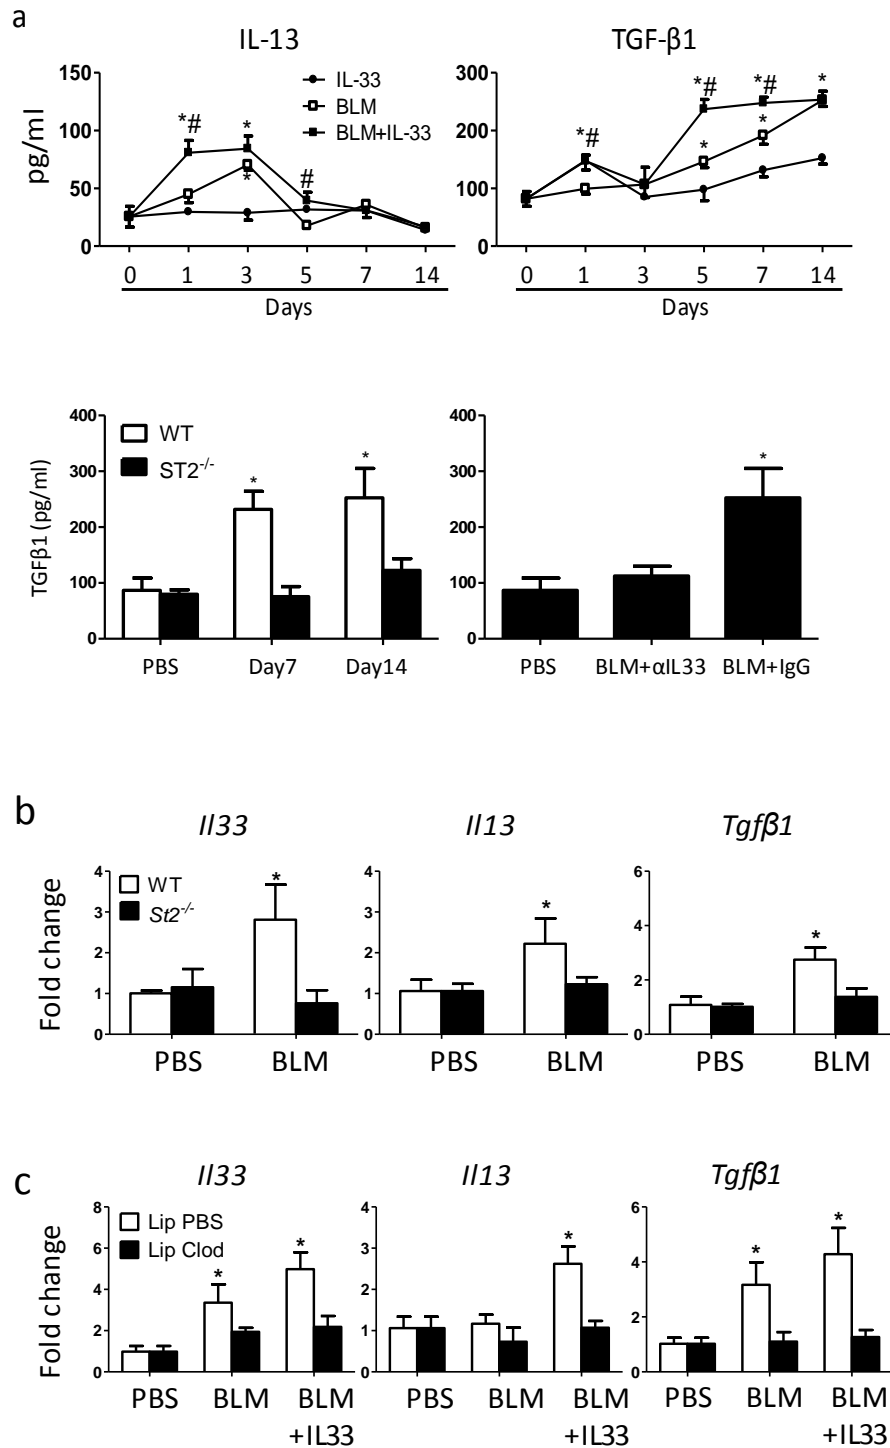 a
IL-13
TGF-β1
150
100
50
0
pg/ml
IL-33
BLM
BLM+IL-33
*#
*
*
#
0 1 3 5 7 14
Days
300
200
100
0
*#
*#
*#
*
*
*
0 1 3 5 7 14
Days
400
300
200
100
0
TGFβ1 (pg/ml)
WT
ST2-/-
*
*
PBS Day7 Day14
400
300
200
100
0
*
PBS BLM+αIL33 BLM+IgG
b
Il33
Il13
Tgfβ1
Fold change
4
3
2
1
0
WT
St2-/-
*
PBS BLM
4
3
2
1
0
*
PBS BLM
6
4
2
0
*
PBS BLM
c
Il33
Il13
Tgfβ1
Fold change
8
6
4
2
0
Lip PBS
Lip Clod
*
*
PBS BLM BLM
+IL33
4
3
2
1
0
*
PBS BLM BLM
+IL33
6
4
2
0
*
*
PBS BLM BLM
+IL33